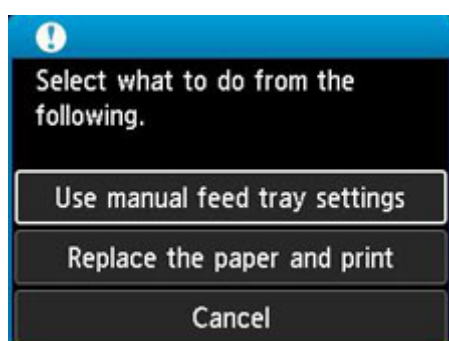 Select what to do from the
following.
Use manual feed tray settings
Replace the paper and print
Cancel